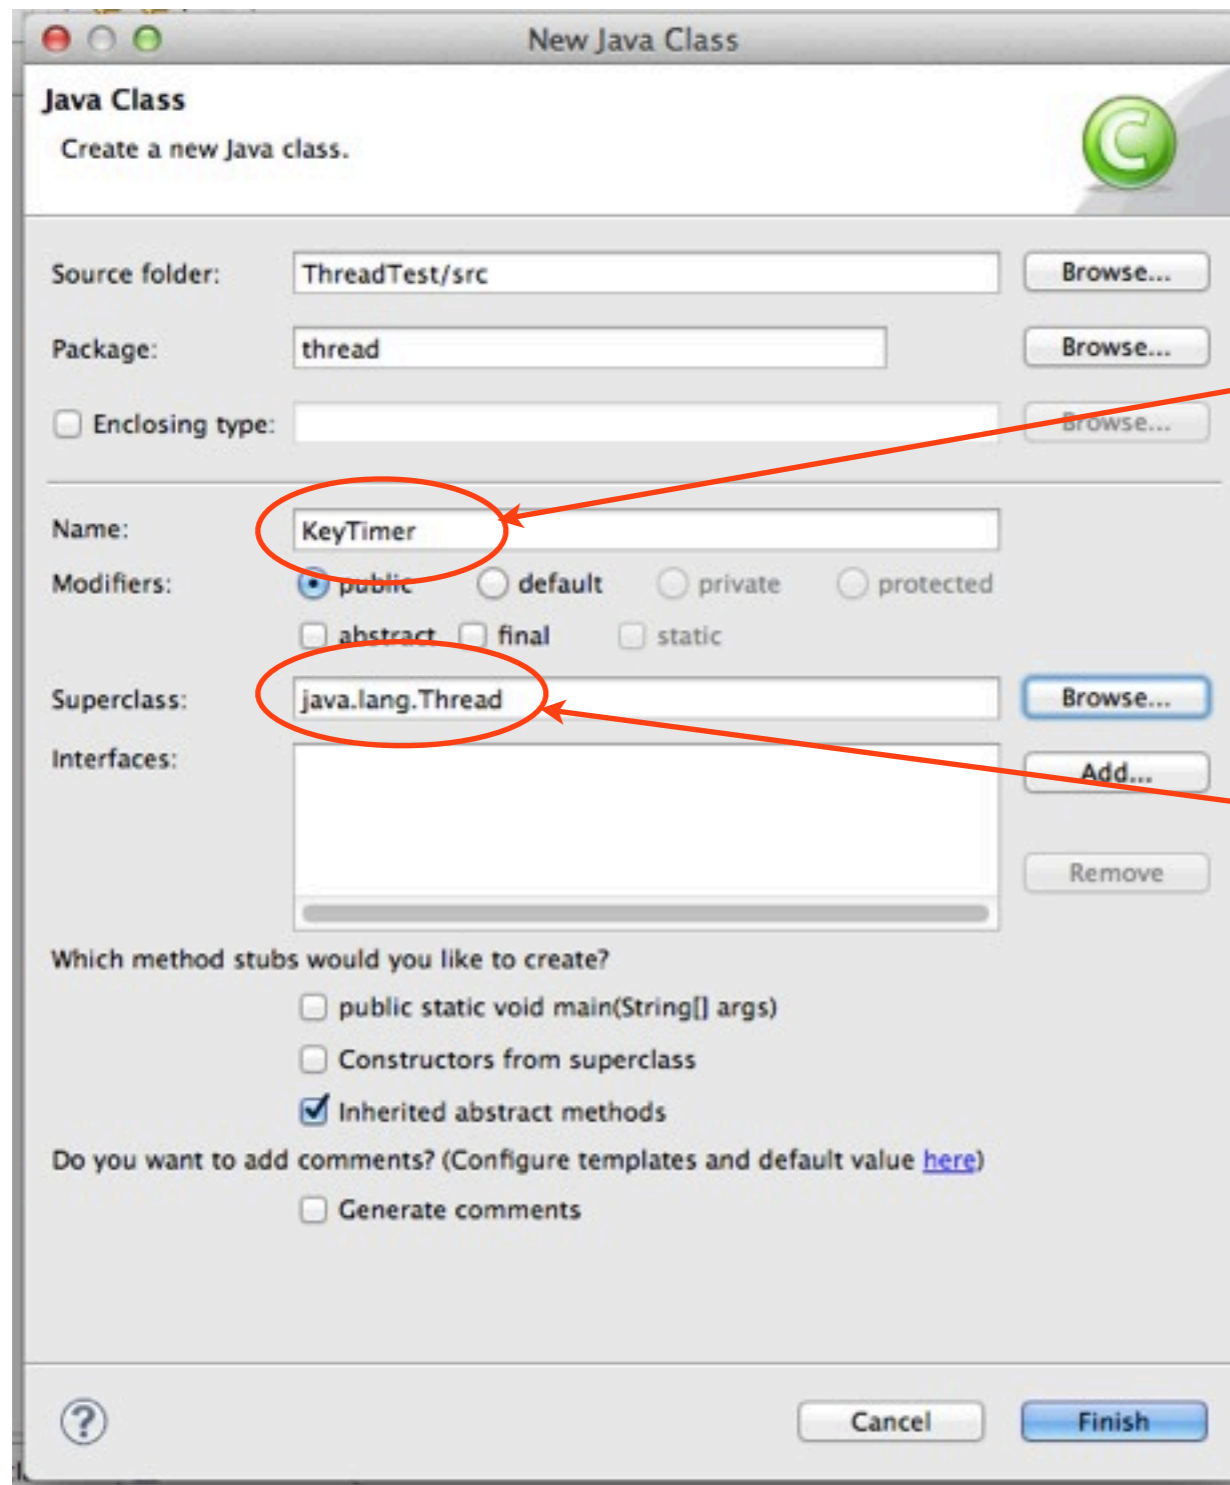 New Java Class
Java Class
Create a new Java class.
C
Source folder: ThreadTest/src Browse...
Package: thread Browse...
Enclosing type: Browse...
Name: KeyTimer
Modifiers: public default private protected
abstract final static
Superclass: java.lang.Thread Browse...
Interfaces: Add...
Remove
Which method stubs would you like to create?
public static void main(String[] args)
Constructors from superclass
Inherited abstract methods
Do you want to add comments? (Configure templates and default value here)
Generate comments
? Cancel Finish